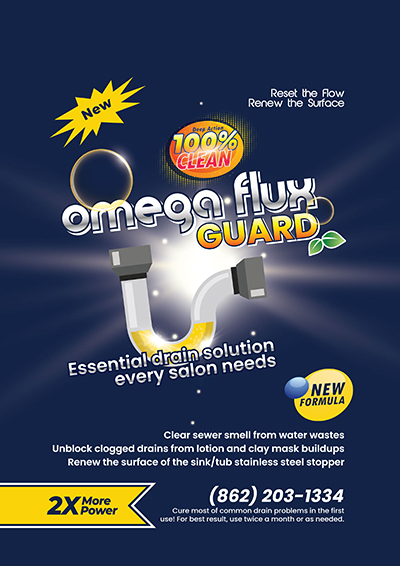 New
Reset the Flow
Renew the Surface
Deep Action
100%
CLEAN
omega flux
GUARD
Essential drain solution
every salon needs
NEW
FORMULA
Clear sewer smell from water wastes
Unblock clogged drains from lotion and clay mask buildups
Renew the surface of the sink/tub stainless steel stopper
2X More
Power
(862) 203-1334
Cure most of common drain problems in the first
use! For best result, use twice a month or as needed.